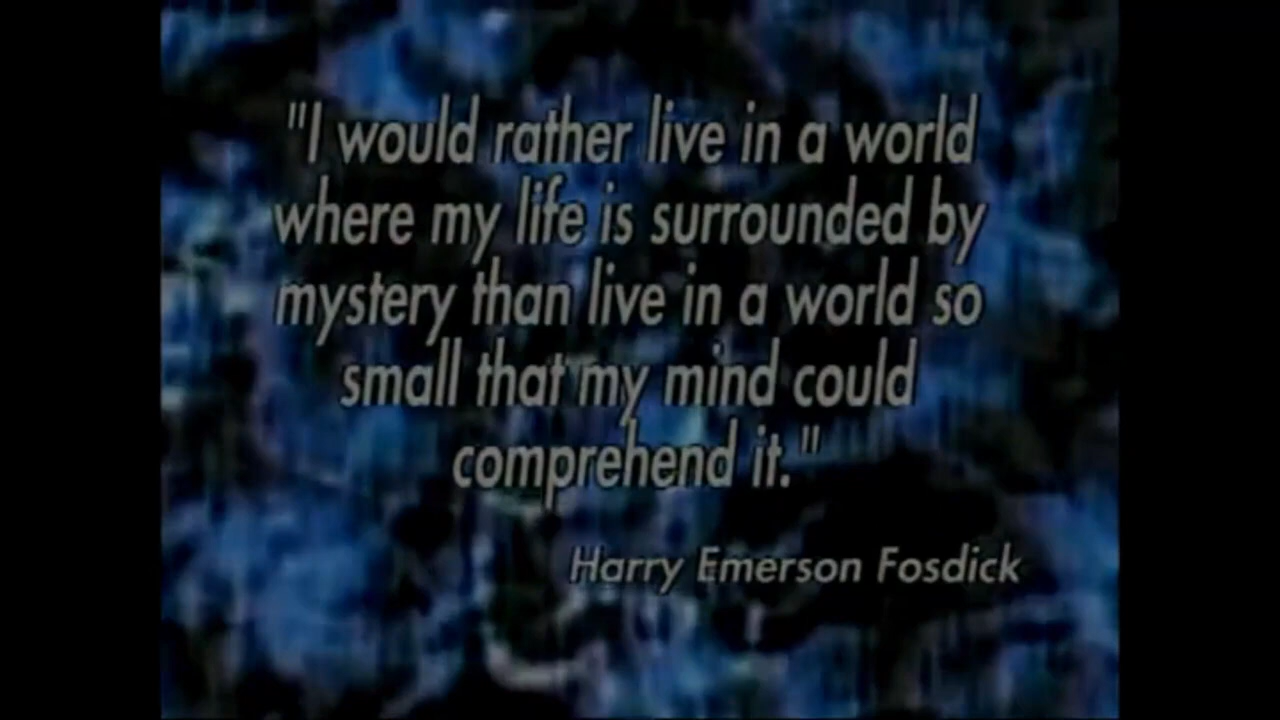 "I would rather live in a world
where my life is surrounded by
mystery than live in a world so
small that my mind could
comprehend it."
Harry Emerson Fosdick